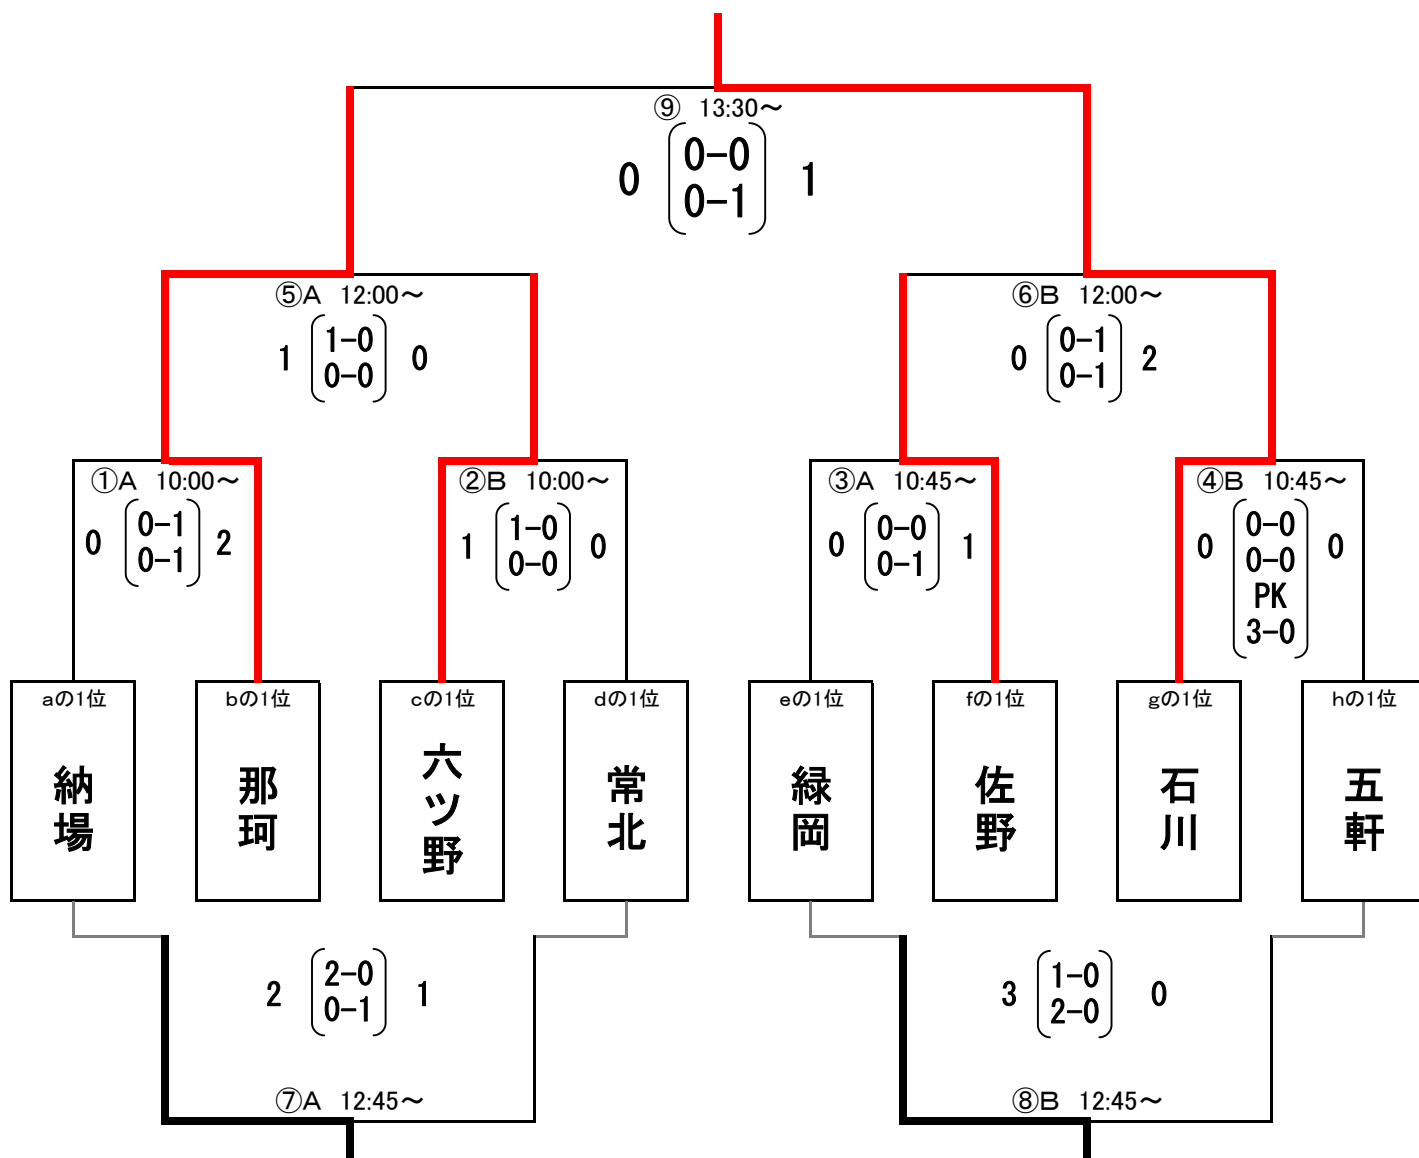 ⑨ 13:30～
0 0-0 1
0-1
⑤A 12:00～
1 1-0 0
0-0
⑥B 12:00～
0 0-1 2
0-1
①A 10:00～
0 0-1 2
0-1
②B 10:00～
1 1-0 0
0-0
③A 10:45～
0 0-0 1
0-1
④B 10:45～
0 0-0 0
0-0
PK
3-0
aの1位
納場
bの1位
那珂
cの1位
六ツ野
dの1位
常北
eの1位
緑岡
fの1位
佐野
gの1位
石川
hの1位
五軒
2 2-0 1
0-1
⑦A 12:45～
3 1-0 0
2-0
⑧B 12:45～